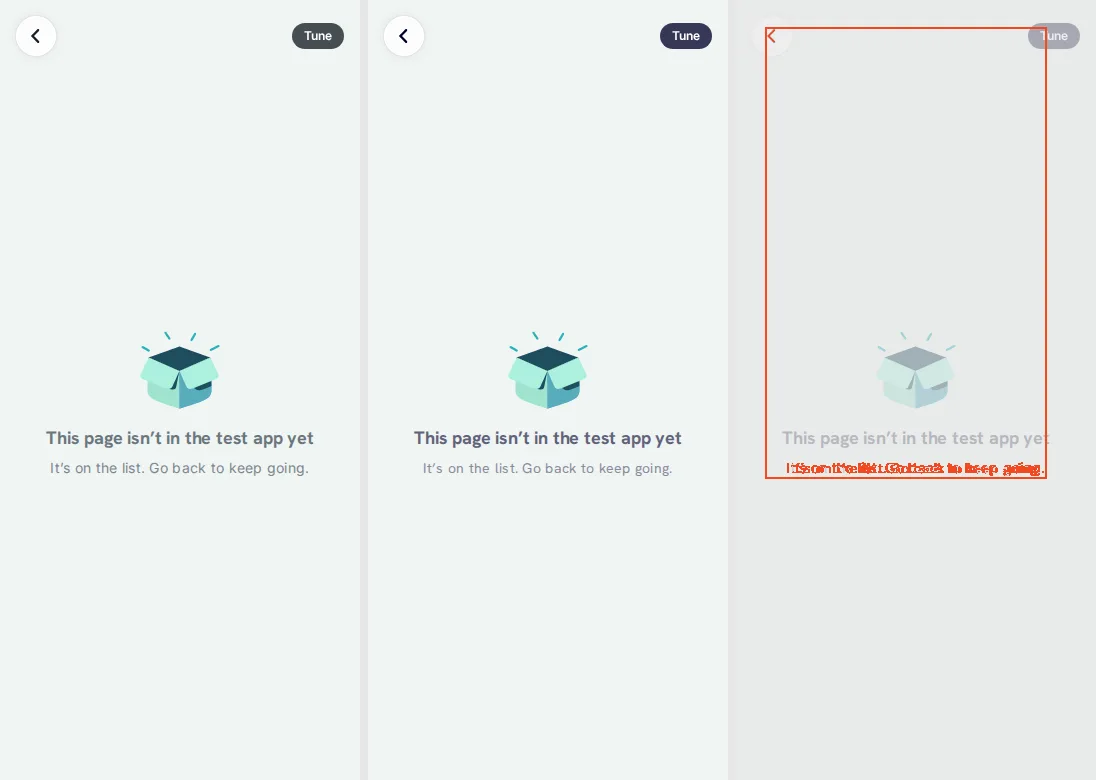 Tune
This page isn’t in the test app yet
It’s on the list. Go back to keep going.
Tune
This page isn’t in the test app yet
It’s on the list. Go back to keep going.
Tune
This page isn’t in the test app yet